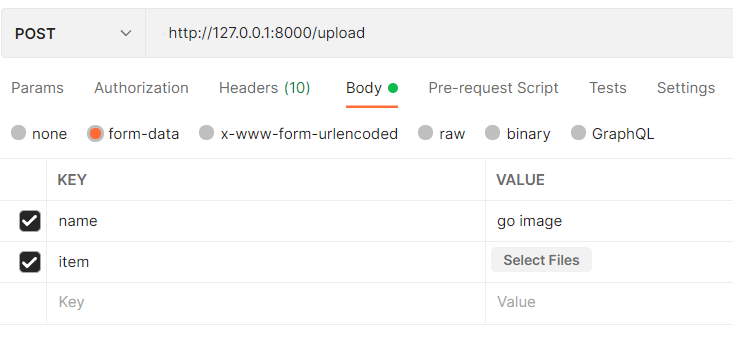 POST http://127.0.0.1:8000/upload
Params Authorization Headers (10) Body Pre-request Script Tests Settings
none form-data x-www-form-urlencoded raw binary GraphQL
KEY VALUE
name go image
item Select Files
Key Value